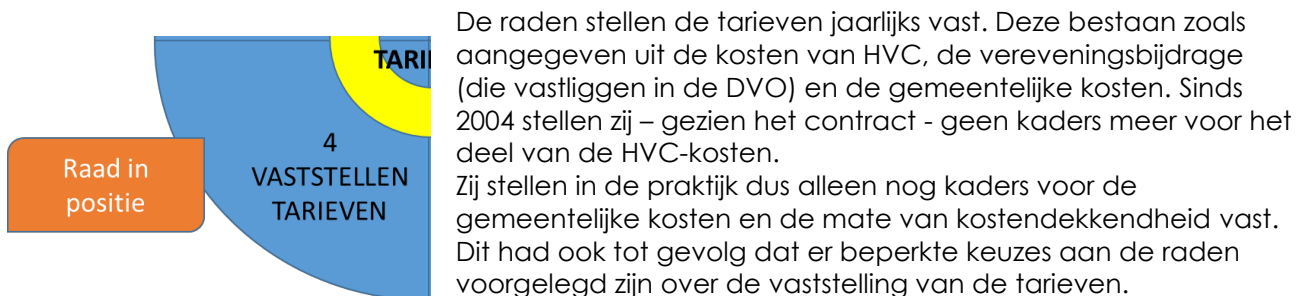 TARI
4
VASTSTELLEN
TARIEVEN
Raad in
positie
De raden stellen de tarieven jaarlijks vast. Deze bestaan zoals
aangegeven uit de kosten van HVC, de vereveningsbijdrage
(die vastliggen in de DVO) en de gemeentelijke kosten. Sinds
2004 stellen zij – gezien het contract - geen kaders meer voor het
deel van de HVC-kosten.
Zij stellen in de praktijk dus alleen nog kaders voor de
gemeentelijke kosten en de mate van kostendekkendheid vast.
Dit had ook tot gevolg dat er beperkte keuzes aan de raden
voorgelegd zijn over de vaststelling van de tarieven.